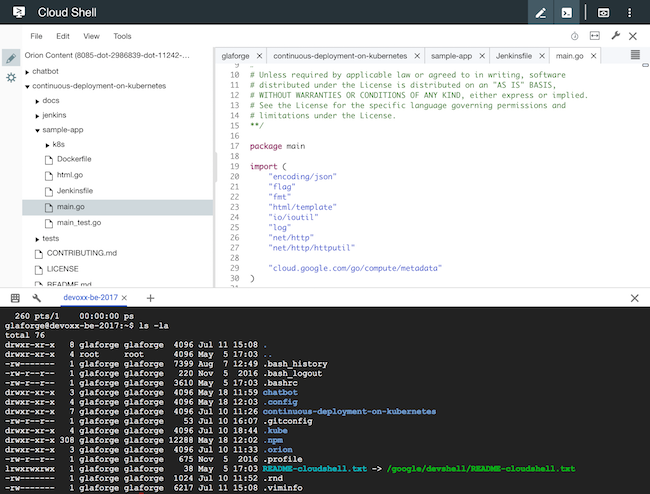 Cloud Shell
File Edit View Tools
Orion Content (8085-dot-2986839-dot-11242-...
chatbot
continuous-deployment-on-kubernetes
docs
jenkins
sample-app
k8s
Dockerfile
html.go
Jenkinsfile
main.go
main_test.go
tests
CONTRIBUTING.md
LICENSE
README.md
glaforge continuous-deployment-on-kubernetes sample-app Jenkinsfile main.go
10 # Unless required by applicable law or agreed to in writing, software
11 # distributed under the License is distributed on an "AS IS" BASIS,
12 # WITHOUT WARRANTIES OR CONDITIONS OF ANY KIND, either express or implied.
13 # See the License for the specific language governing permissions and
14 # limitations under the License.
15 **/
16
17 package main
18
19 import (
20 "encoding/json"
21 "flag"
22 "fmt"
23 "html/template"
24 "io/ioutil"
25 "log"
26 "net/http"
27 "net/http/httputil"
28
29 "cloud.google.com/go/compute/metadata"
30 )
devoxx-be-2017
260 pts/1 00:00:00 ps
glaforge@devoxx-be-2017:~$ ls -la
total 76
drwxr-xr-x 8 glaforge glaforge 4096 Jul 11 15:08 .
drwxr-xr-x 4 root root 4096 May 5 17:03 ..
-rw------- 1 glaforge glaforge 7399 Aug 7 12:49 .bash_history
-rw-r--r-- 1 glaforge glaforge 220 Nov 5 2016 .bash_logout
-rw-r--r-- 1 glaforge glaforge 3610 May 5 17:03 .bashrc
drwxr-xr-x 3 glaforge glaforge 4096 May 18 11:59 chatbot
drwxr-xr-x 4 glaforge glaforge 4096 May 18 12:03 .config
drwxr-xr-x 7 glaforge glaforge 4096 Jul 10 11:26 continuous-deployment-on-kubernetes
-rw-r--r-- 1 glaforge glaforge 53 Jul 10 16:07 .gitconfig
drwxr-xr-x 4 glaforge glaforge 4096 Jul 10 18:44 .kube
drwxr-xr-x 308 glaforge glaforge 12288 May 18 12:02 .npm
drwxr-xr-x 3 glaforge glaforge 4096 Jul 10 11:33 .orion
-rw-r--r-- 1 glaforge glaforge 675 Nov 5 2016 .profile
lrwxrwxrwx 1 glaforge glaforge 38 May 5 17:03 README-cloudshell.txt -> /google/devshell/README-cloudshell.txt
-rw------- 1 glaforge glaforge 1024 Jul 10 11:52 .rnd
-rw------- 1 glaforge glaforge 6217 Jul 11 15:08 .viminfo